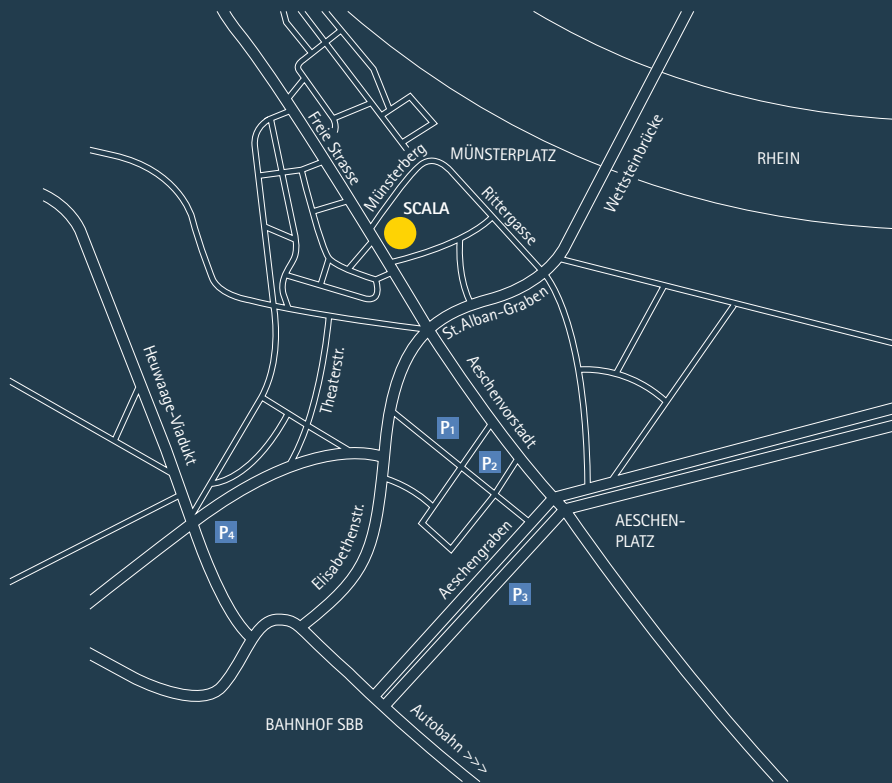 Freie Strasse
Münsterberg
MÜNSTERPLATZ
RHEIN
Wettsteinbrücke
SCALA
Rittergasse
St.Alban-Graben
Heuwaage-Viadukt
Theaterstr.
Aeschenvorstadt
P1
P2
P4
Elisabethenstr.
Aeschengraben
AESCHEN-
PLATZ
P3
BAHNHOF SBB
Autobahn >>>